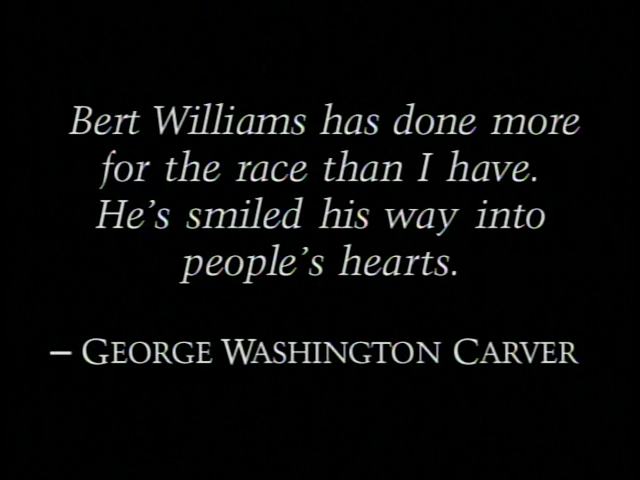 Bert Williams has done more
for the race than I have.
He's smiled his way into
people's hearts.
– GEORGE WASHINGTON CARVER